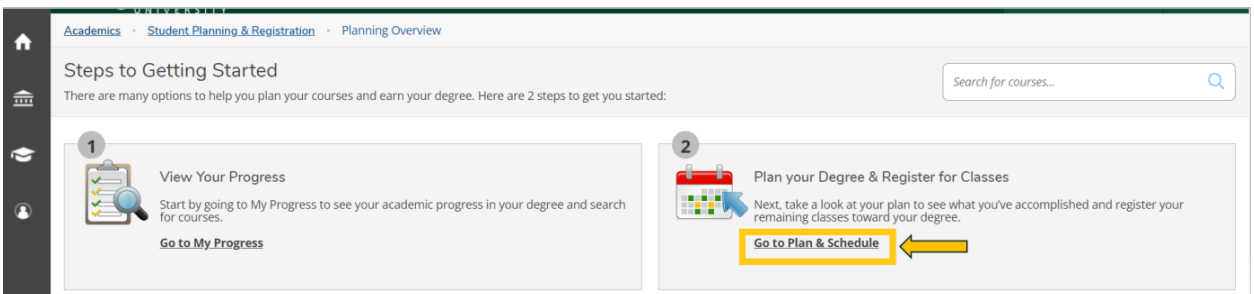 UNIVERSITY
Academics · Student Planning & Registration · Planning Overview
Steps to Getting Started
There are many options to help you plan your courses and earn your degree. Here are 2 steps to get you started:
Search for courses...
1
View Your Progress
Start by going to My Progress to see your academic progress in your degree and search
for courses.
Go to My Progress
2
Plan your Degree & Register for Classes
Next, take a look at your plan to see what you've accomplished and register your
remaining classes toward your degree.
Go to Plan & Schedule